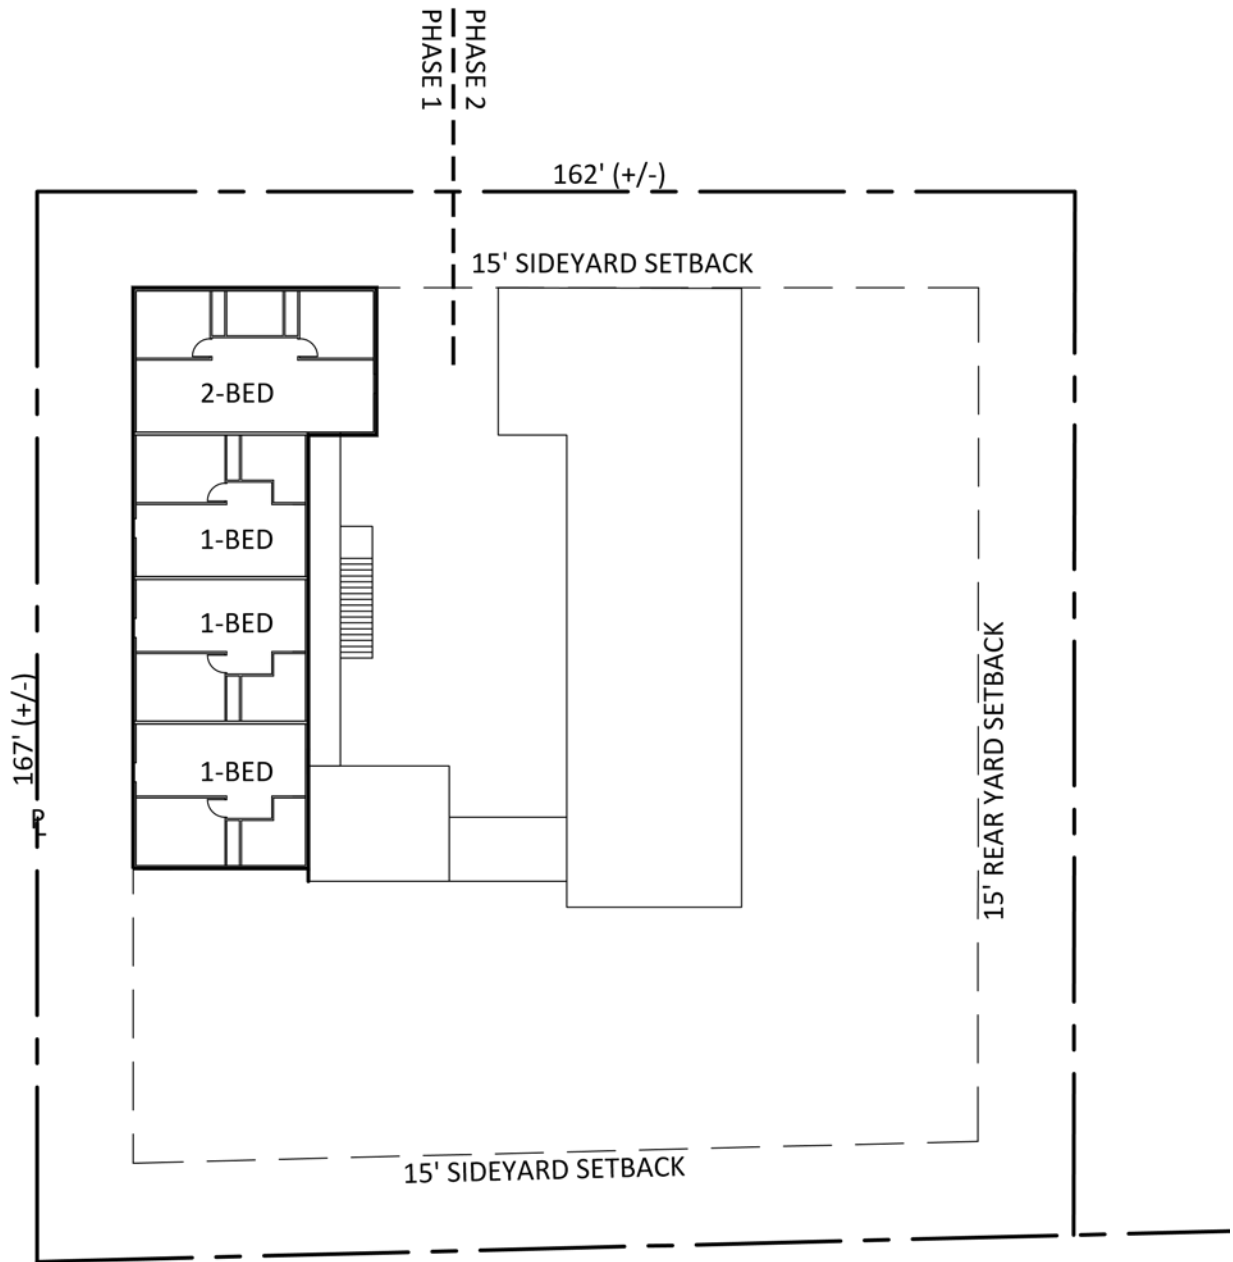 PHASE 2
PHASE 1
162' (+/-)
15' SIDEYARD SETBACK
2-BED
1-BED
1-BED
1-BED
167' (+/-)
PL
15' REAR YARD SETBACK
15' SIDEYARD SETBACK